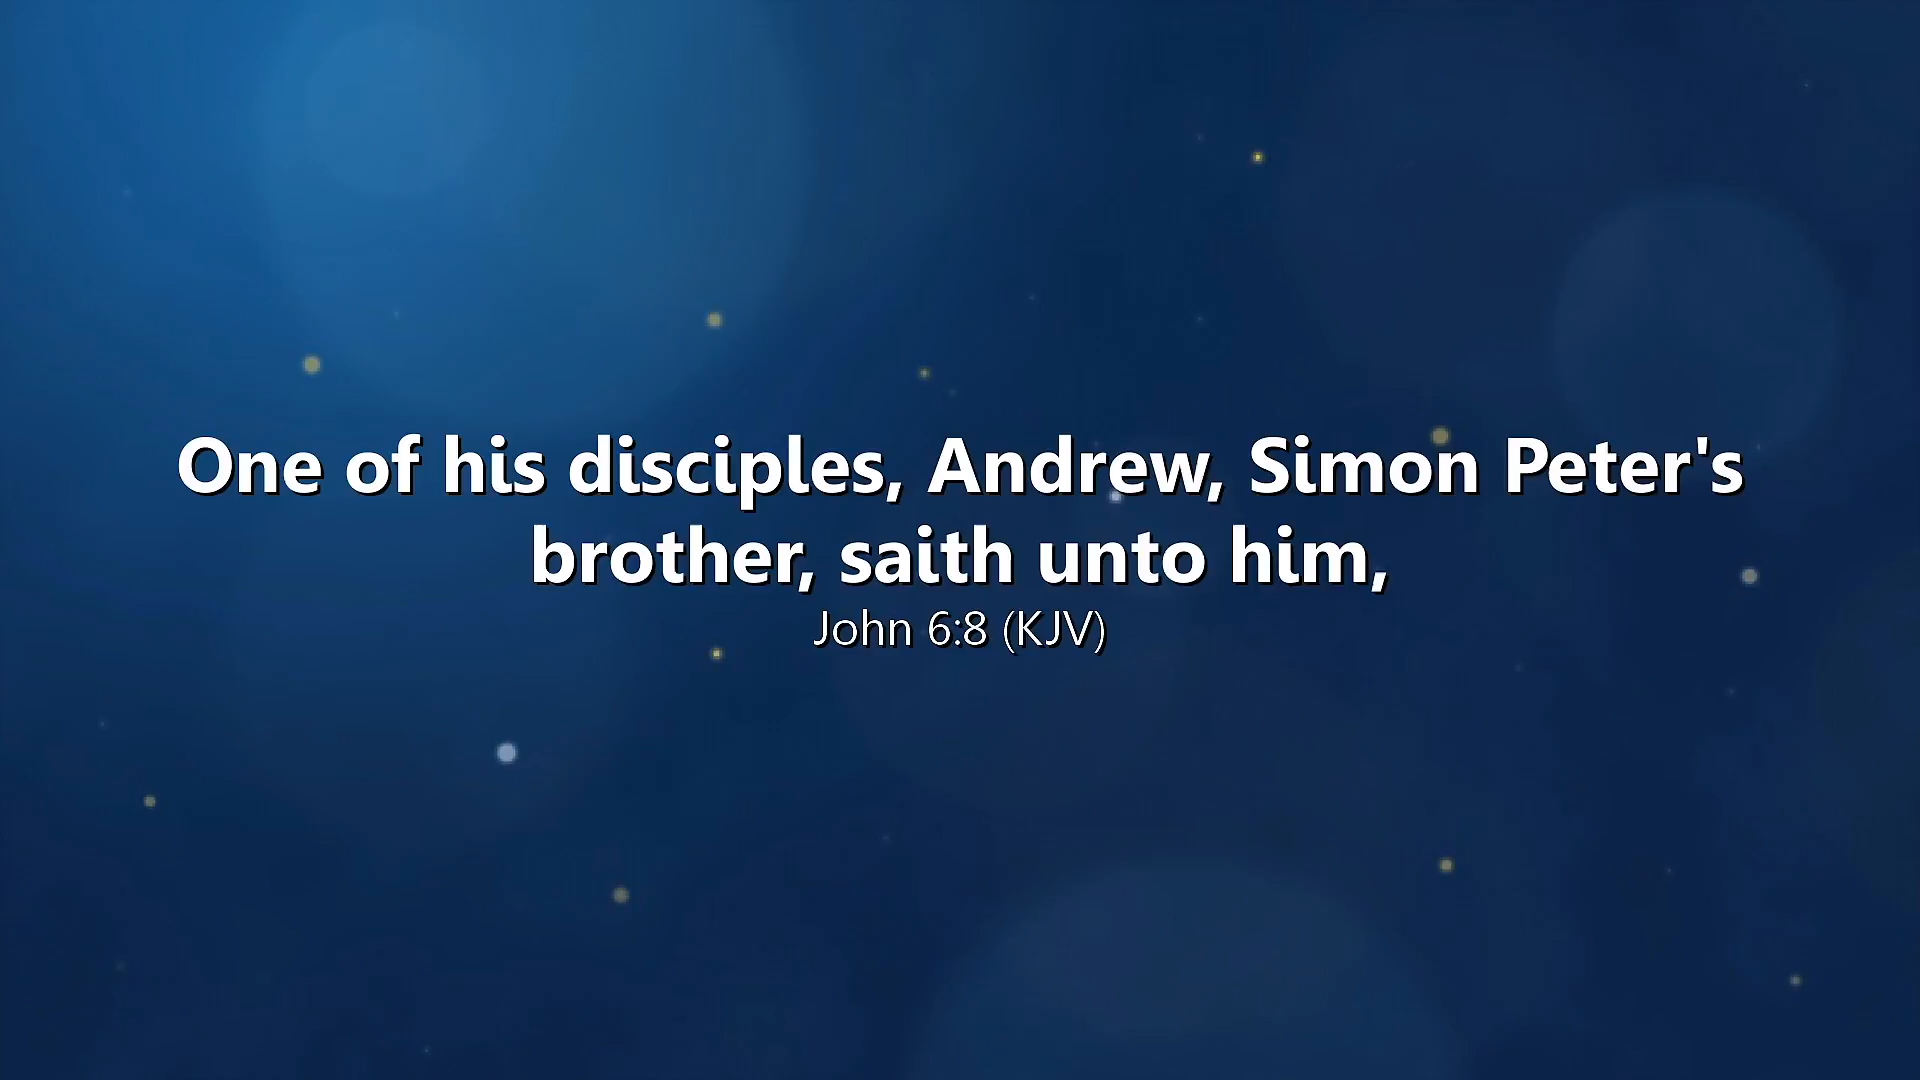 One of his disciples, Andrew, Simon Peter's
brother, saith unto him,
John 6:8 (KJV)